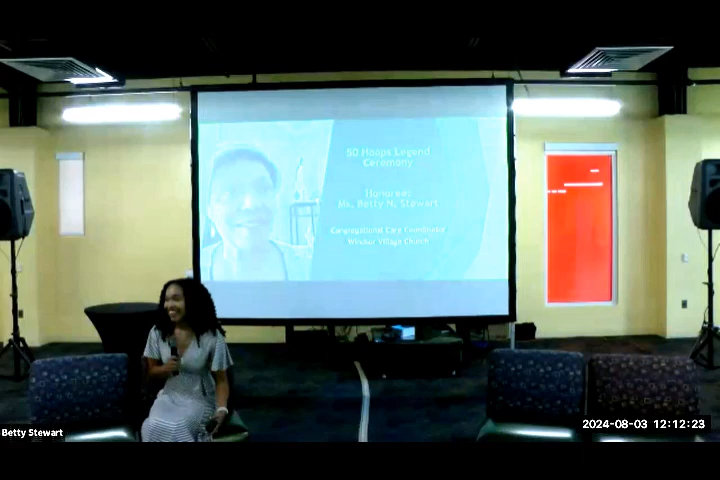 50 Hoops Legend
Ceremony
Honoree:
Ms. Betty N. Stewart
Congregational Care Coordinator
Windsor Village Church
Betty Stewart
2024-08-03 12:12:23